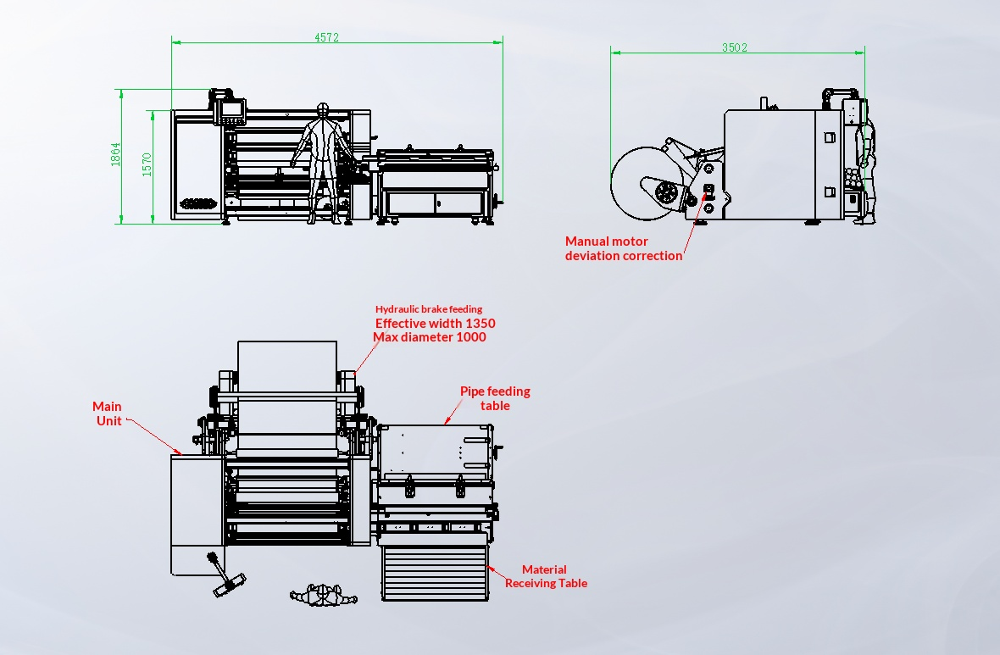 4572
3502
1864
1570
Manual motor
deviation correction
Hydraulic brake feeding
Effective width 1350
Max diameter 1000
Pipe feeding
table
Main
Unit
Material
Receiving Table